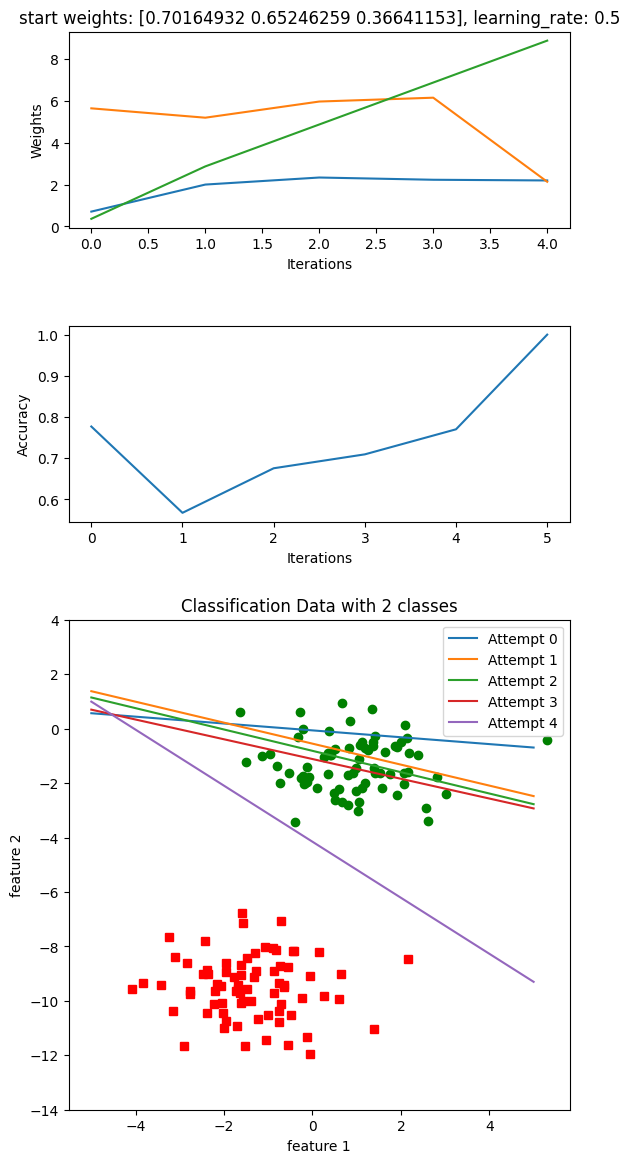 start weights: [0.70164932 0.65246259 0.36641153], learning_rate: 0.5
8
6
4
2
0
Weights
0.0 0.5 1.0 1.5 2.0 2.5 3.0 3.5 4.0
Iterations
1.0
0.9
0.8
0.7
0.6
Accuracy
0 1 2 3 4 5
Iterations
Classification Data with 2 classes
4
2
0
−2
−4
−6
−8
−10
−12
−14
feature 2
Attempt 0
Attempt 1
Attempt 2
Attempt 3
Attempt 4
−4 −2 0 2 4
feature 1